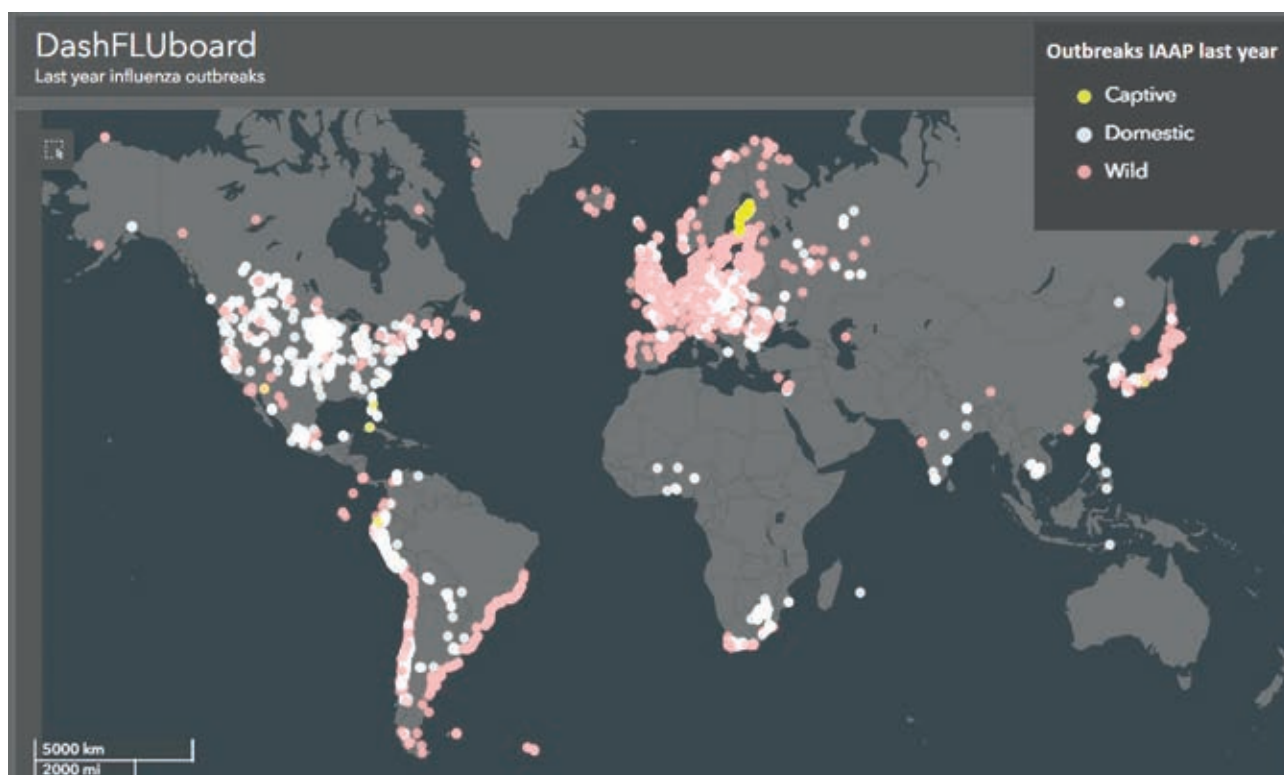 DashFLUboard
Last year influenza outbreaks
Outbreaks IAAP last year
Captive
Domestic
Wild
5000 km
2000 mi